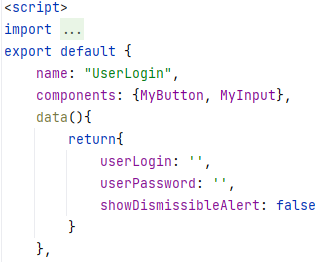 <script>
import ...
export default {
    name: "UserLogin",
    components: {MyButton, MyInput},
    data(){
        return{
            userLogin: '',
            userPassword: '',
            showDismissibleAlert: false
        }
    },